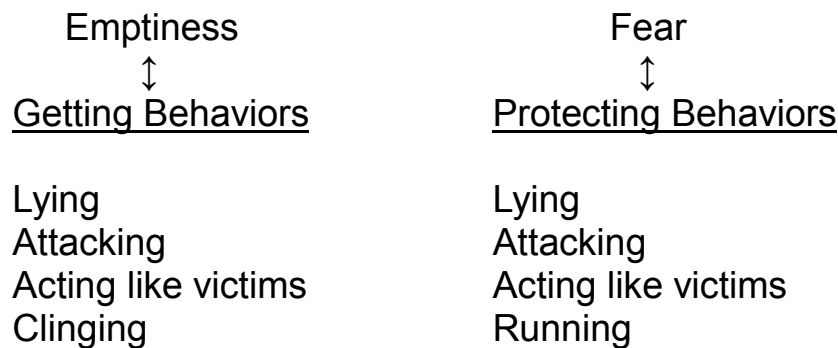 Emptiness Fear
↕ ↕
Getting Behaviors Protecting Behaviors
Lying Lying
Attacking Attacking
Acting like victims Acting like victims
Clinging Running